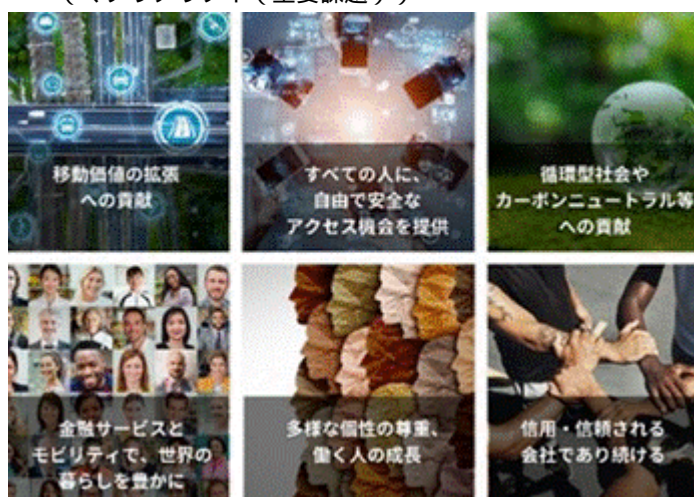 (マテリアリティ(重要課題))
移動価値の拡張
への貢献
すべての人に、
自由で安全な
アクセス機会を提供
循環型社会や
カーボンニュートラル等
への貢献
金融サービスと
モビリティで、世界の
暮らしを豊かに
多様な個性の尊重、
働く人の成長
信用・信頼される
会社であり続ける